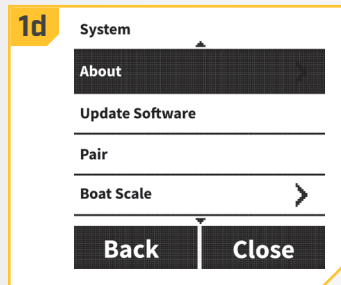 1d
System
About
Update Software
Pair
Boat Scale
Back Close